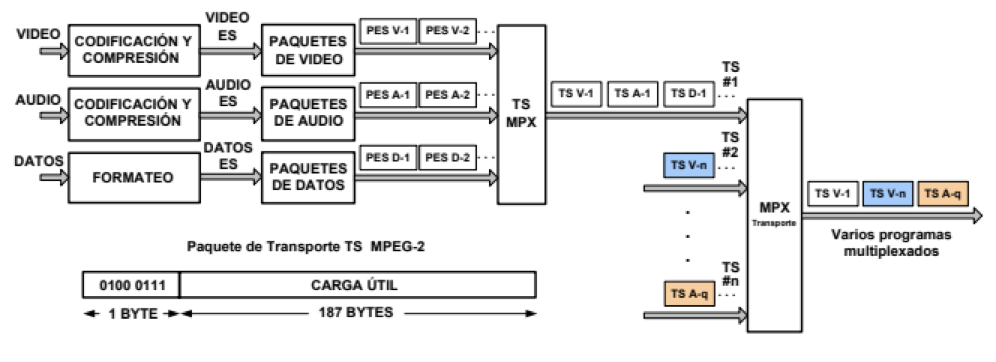 VIDEO
CODIFICACIÓN Y
COMPRESIÓN
VIDEO
ES
PAQUETES
DE VIDEO
PES V-1 PES V-2 ...
AUDIO
CODIFICACIÓN Y
COMPRESIÓN
AUDIO
ES
PAQUETES
DE AUDIO
PES A-1 PES A-2 ...
DATOS
FORMATEO
DATOS
ES
PAQUETES
DE DATOS
PES D-1 PES D-2 ...
TS
MPX
TS V-1 TS A-1 TS D-1 ...
TS
#1
TS
#2
TS V-n ...
TS
#n
TS A-q ...
MPX
Transporte
TS V-1 TS V-n TS A-q
Varios programas
multiplexados
Paquete de Transporte TS MPEG-2
0100 0111 CARGA ÚTIL
1 BYTE 187 BYTES